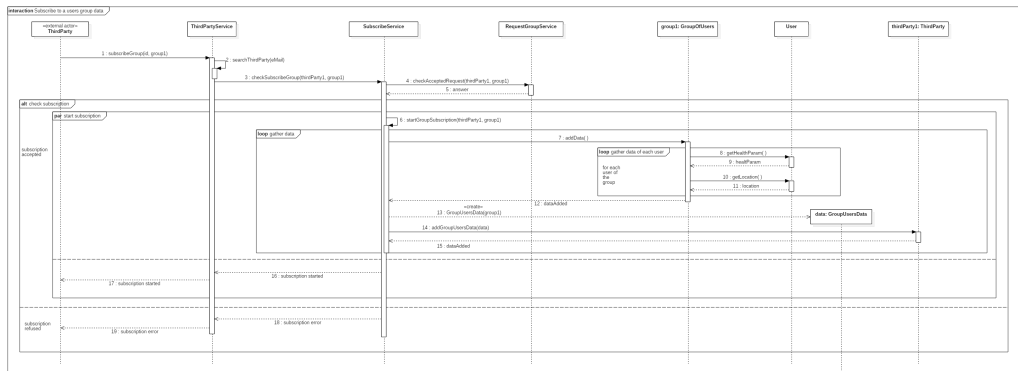 interaction Subscribe to a users group data
«external actor»
ThirdParty
ThirdPartyService
SubscribeService
RequestGroupService
group1: GroupOfUsers
User
thirdParty1: ThirdParty
1 : subscribeGroup(id, group1)
2 : searchThirdParty(eMail)
3 : checkSubscribeGroup(thirdParty1, group1)
4 : checkAcceptedRequest(thirdParty1, group1)
5 : answer
alt check subscription
par start subscription
6 : startGroupSubscription(thirdParty1, group1)
loop gather data
7 : addData( )
subscription
accepted
loop gather data of each user
for each
user of
the
group
8 : getHealthParam( )
9 : healthParam
10 : getLocation( )
11 : location
12 : dataAdded
«create»
13 : GroupUsersData(group1)
data: GroupUsersData
14 : addGroupUsersData(data)
15 : dataAdded
16 : subscription started
17 : subscription started
subscription
refused
18 : subscription error
19 : subscription error